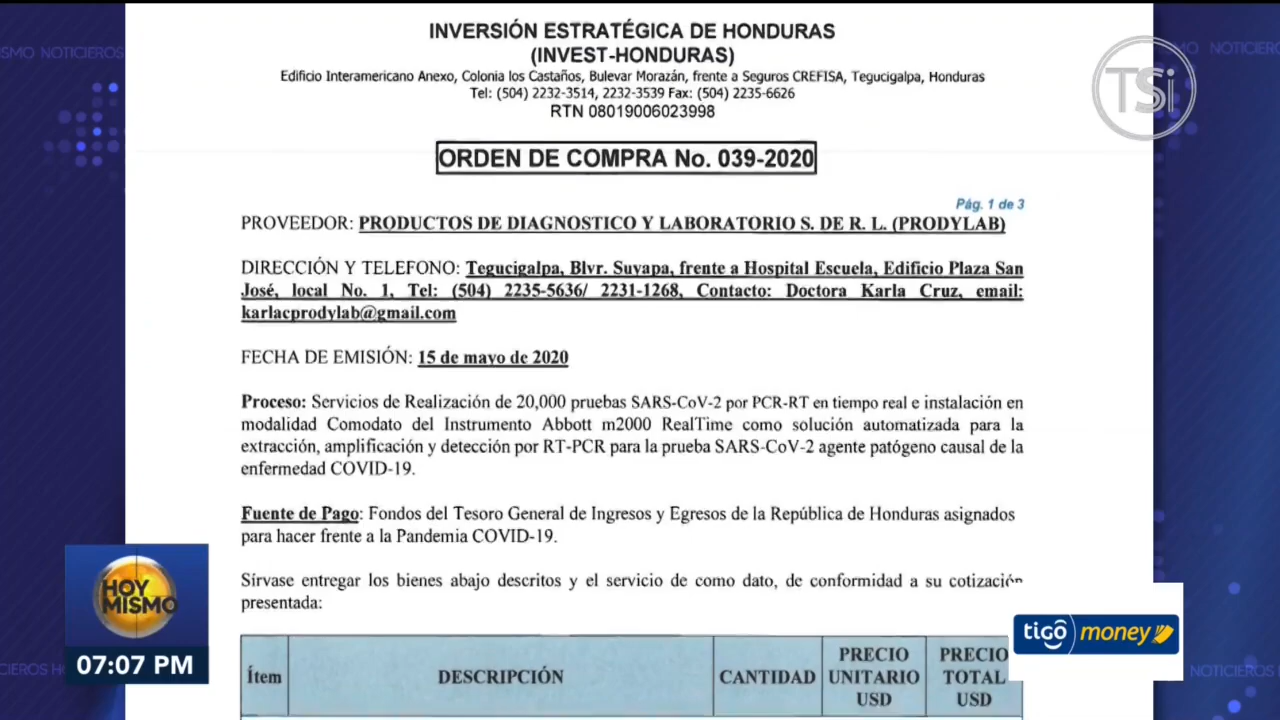 INVERSIÓN ESTRATÉGICA DE HONDURAS
(INVEST-HONDURAS)
Edificio Interamericano Anexo, Colonia los Castaños, Bulevar Morazán, frente a Seguros CREFISA, Tegucigalpa, Honduras
Tel: (504) 2232-3514, 2232-3539 Fax: (504) 2235-6626
RTN 08019006023998
TSi
SMO NOTICIEROS
NOTICIEROS
ORDEN DE COMPRA No. 039-2020
Pág. 1 de 3
PROVEEDOR: PRODUCTOS DE DIAGNOSTICO Y LABORATORIO S. DE R. L. (PRODYLAB)
DIRECCIÓN Y TELEFONO: Tegucigalpa, Blvr. Suyapa, frente a Hospital Escuela, Edificio Plaza San
José, local No. 1, Tel: (504) 2235-5636/ 2231-1268, Contacto: Doctora Karla Cruz, email:
karlacprodylab@gmail.com
FECHA DE EMISIÓN: 15 de mayo de 2020
Proceso: Servicios de Realización de 20,000 pruebas SARS-CoV-2 por PCR-RT en tiempo real e instalación en
modalidad Comodato del Instrumento Abbott m2000 RealTime como solución automatizada para la
extracción, amplificación y detección por RT-PCR para la prueba SARS-CoV-2 agente patógeno causal de la
enfermedad COVID-19.
Fuente de Pago: Fondos del Tesoro General de Ingresos y Egresos de la República de Honduras asignados
para hacer frente a la Pandemia COVID-19.
Sírvase entregar los bienes abajo descritos y el servicio de como dato, de conformidad a su cotización
presentada:
Ítem DESCRIPCIÓN CANTIDAD PRECIO UNITARIO USD PRECIO TOTAL USD
HOY
MISMO
07:07 PM
tigo money
NOTICIEROS